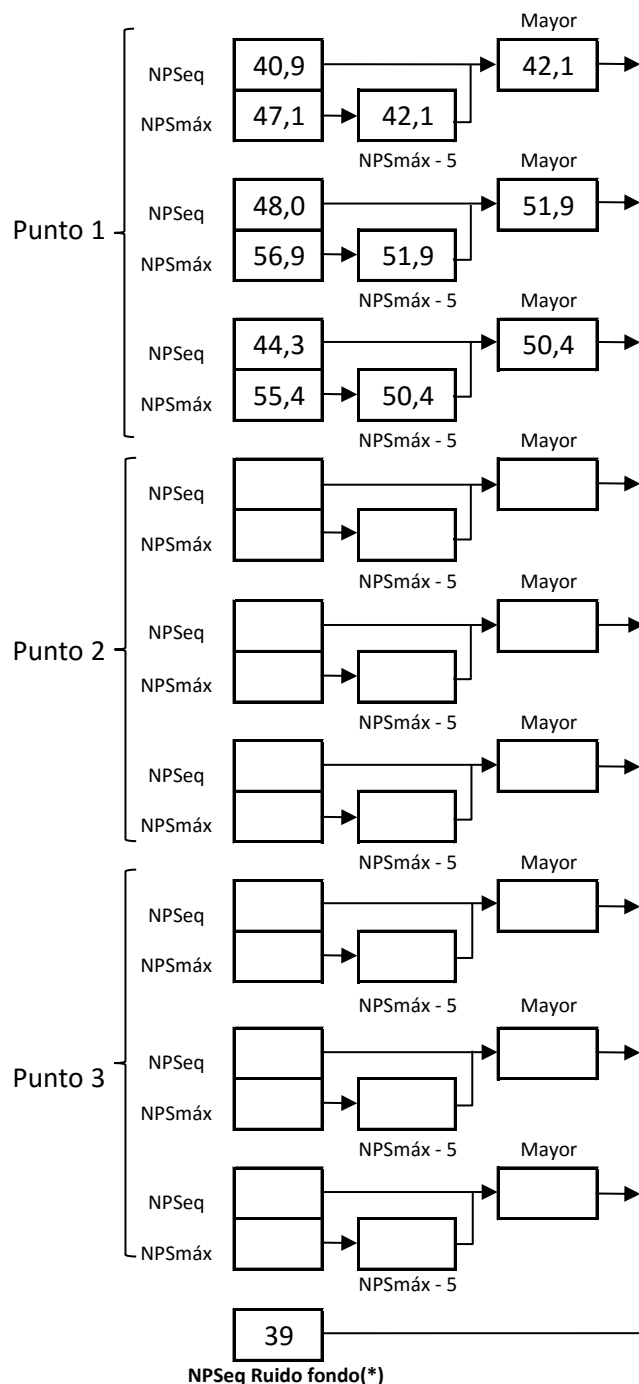 Mayor
NPSeq 40,9 42,1
NPSmáx 47,1 42,1
NPSmáx - 5
Mayor
Punto 1
NPSeq 48,0 51,9
NPSmáx 56,9 51,9
NPSmáx - 5
Mayor
NPSeq 44,3 50,4
NPSmáx 55,4 50,4
NPSmáx - 5
Mayor
NPSeq
NPSmáx
NPSmáx - 5
Mayor
Punto 2
NPSeq
NPSmáx
NPSmáx - 5
Mayor
NPSeq
NPSmáx
NPSmáx - 5
Mayor
NPSeq
NPSmáx
NPSmáx - 5
Mayor
Punto 3
NPSeq
NPSmáx
NPSmáx - 5
Mayor
NPSeq
NPSmáx
NPSmáx - 5
39
NPSeq Ruido fondo(*)